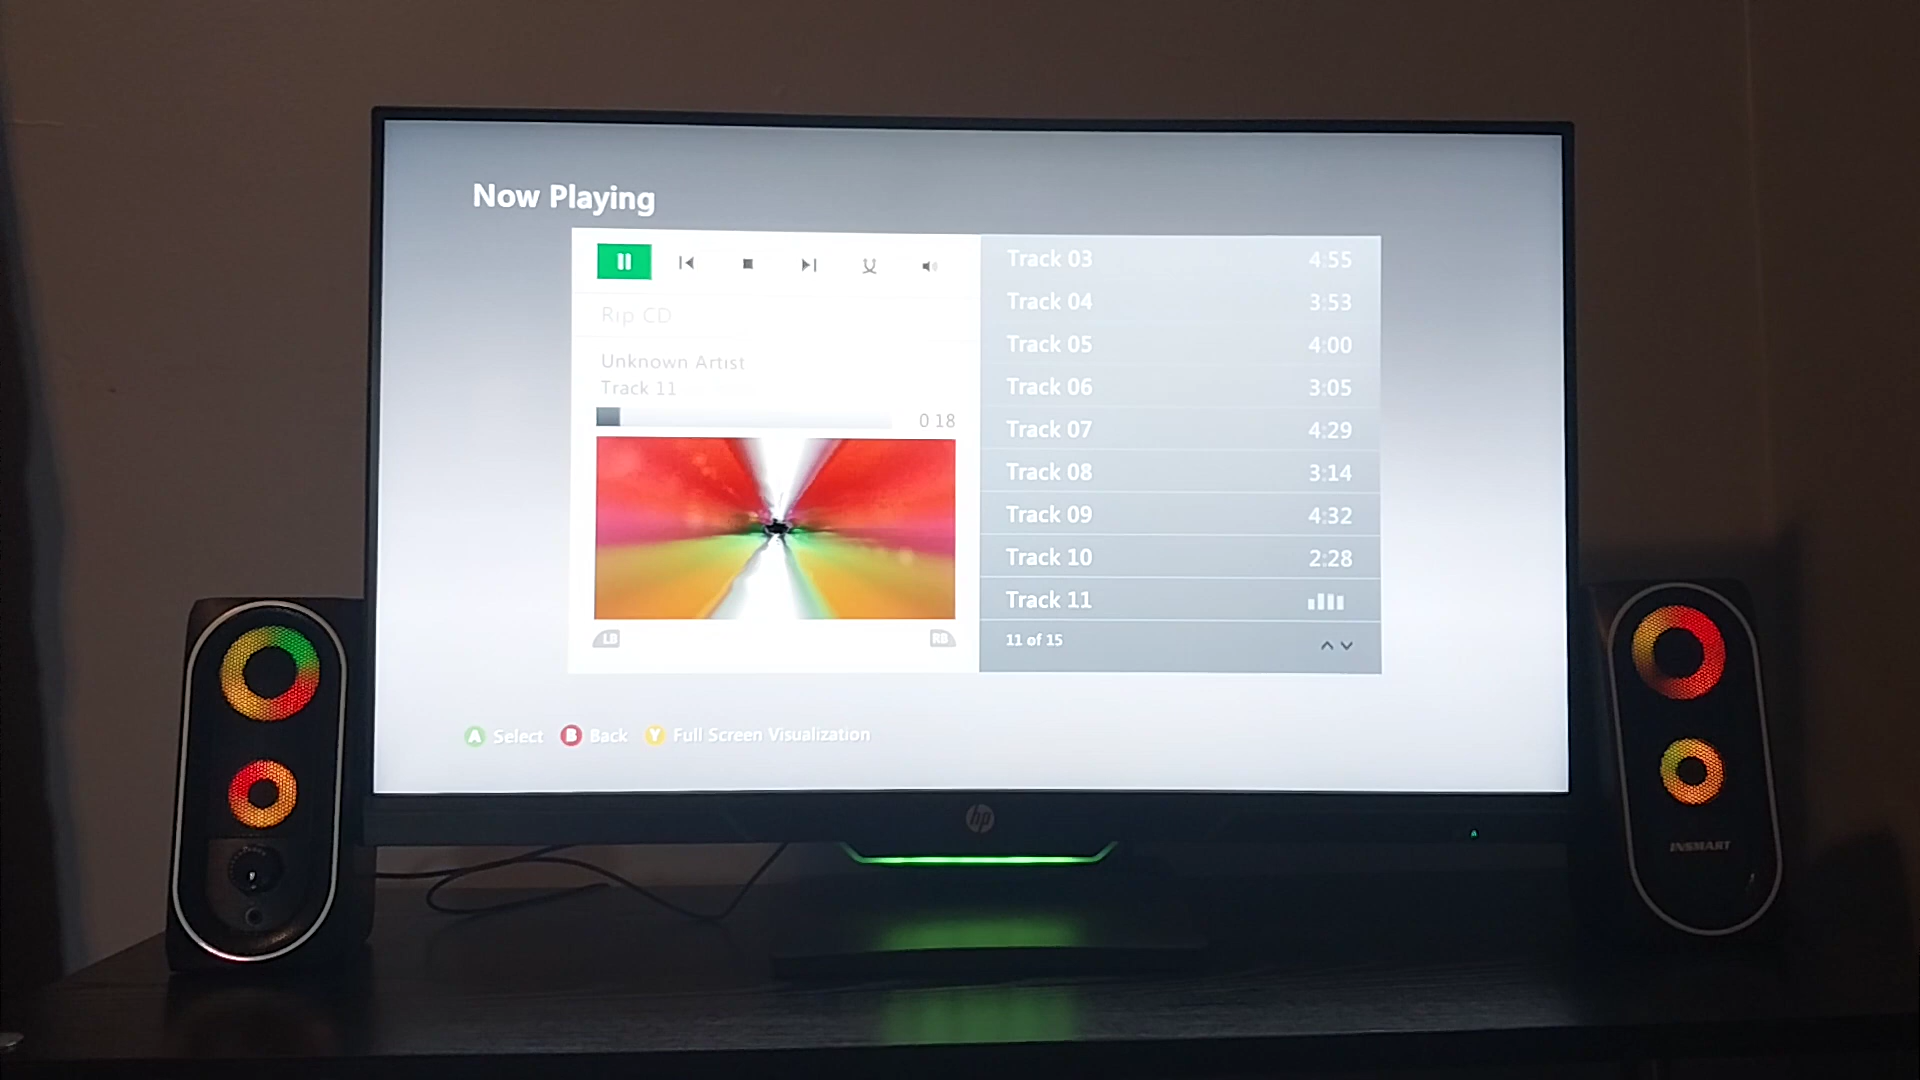 Now Playing
Rip CD
Unknown Artist
Track 11
0 18
LB
RB
Track 03 4:55
Track 04 3:53
Track 05 4:00
Track 06 3:05
Track 07 4:29
Track 08 3:14
Track 09 4:32
Track 10 2:28
Track 11
11 of 15
A Select B Back Y Full Screen Visualization
hp
INSMART